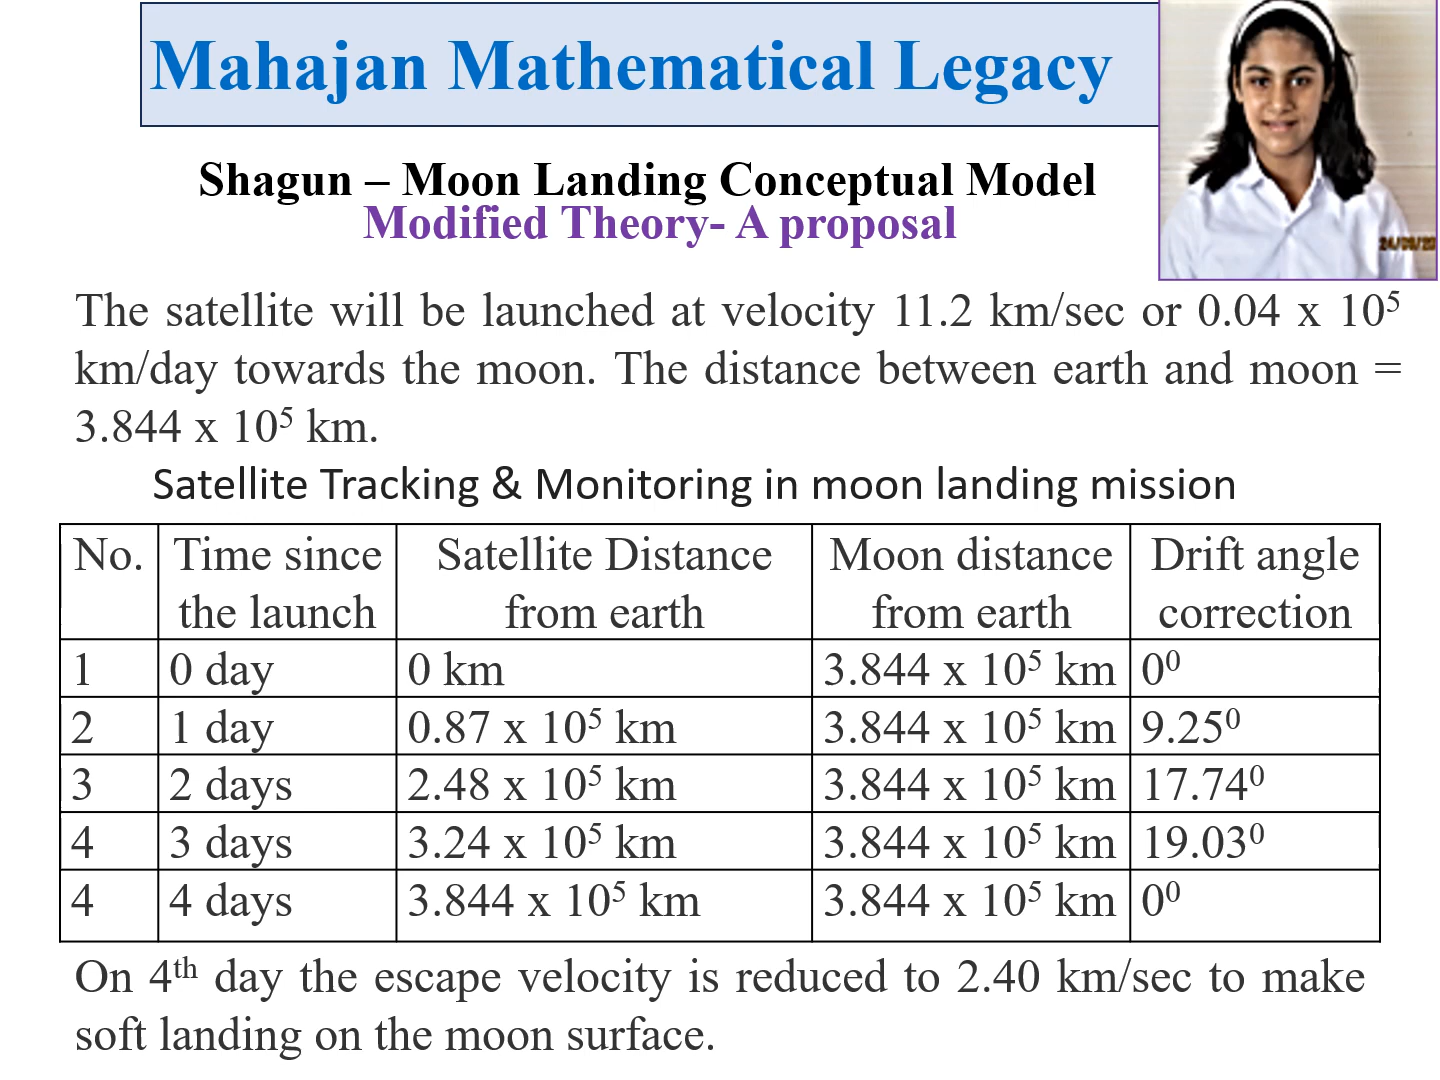 Mahajan Mathematical Legacy
Shagun – Moon Landing Conceptual Model
Modified Theory- A proposal
The satellite will be launched at velocity 11.2 km/sec or 0.04 x 10⁵
km/day towards the moon. The distance between earth and moon =
3.844 x 10⁵ km.
Satellite Tracking & Monitoring in moon landing mission
No. Time since the launch Satellite Distance from earth Moon distance from earth Drift angle correction
1 0 day 0 km 3.844 x 10⁵ km 0⁰
2 1 day 0.87 x 10⁵ km 3.844 x 10⁵ km 9.25⁰
3 2 days 2.48 x 10⁵ km 3.844 x 10⁵ km 17.74⁰
4 3 days 3.24 x 10⁵ km 3.844 x 10⁵ km 19.03⁰
4 4 days 3.844 x 10⁵ km 3.844 x 10⁵ km 0⁰
On 4ᵗʰ day the escape velocity is reduced to 2.40 km/sec to make
soft landing on the moon surface.